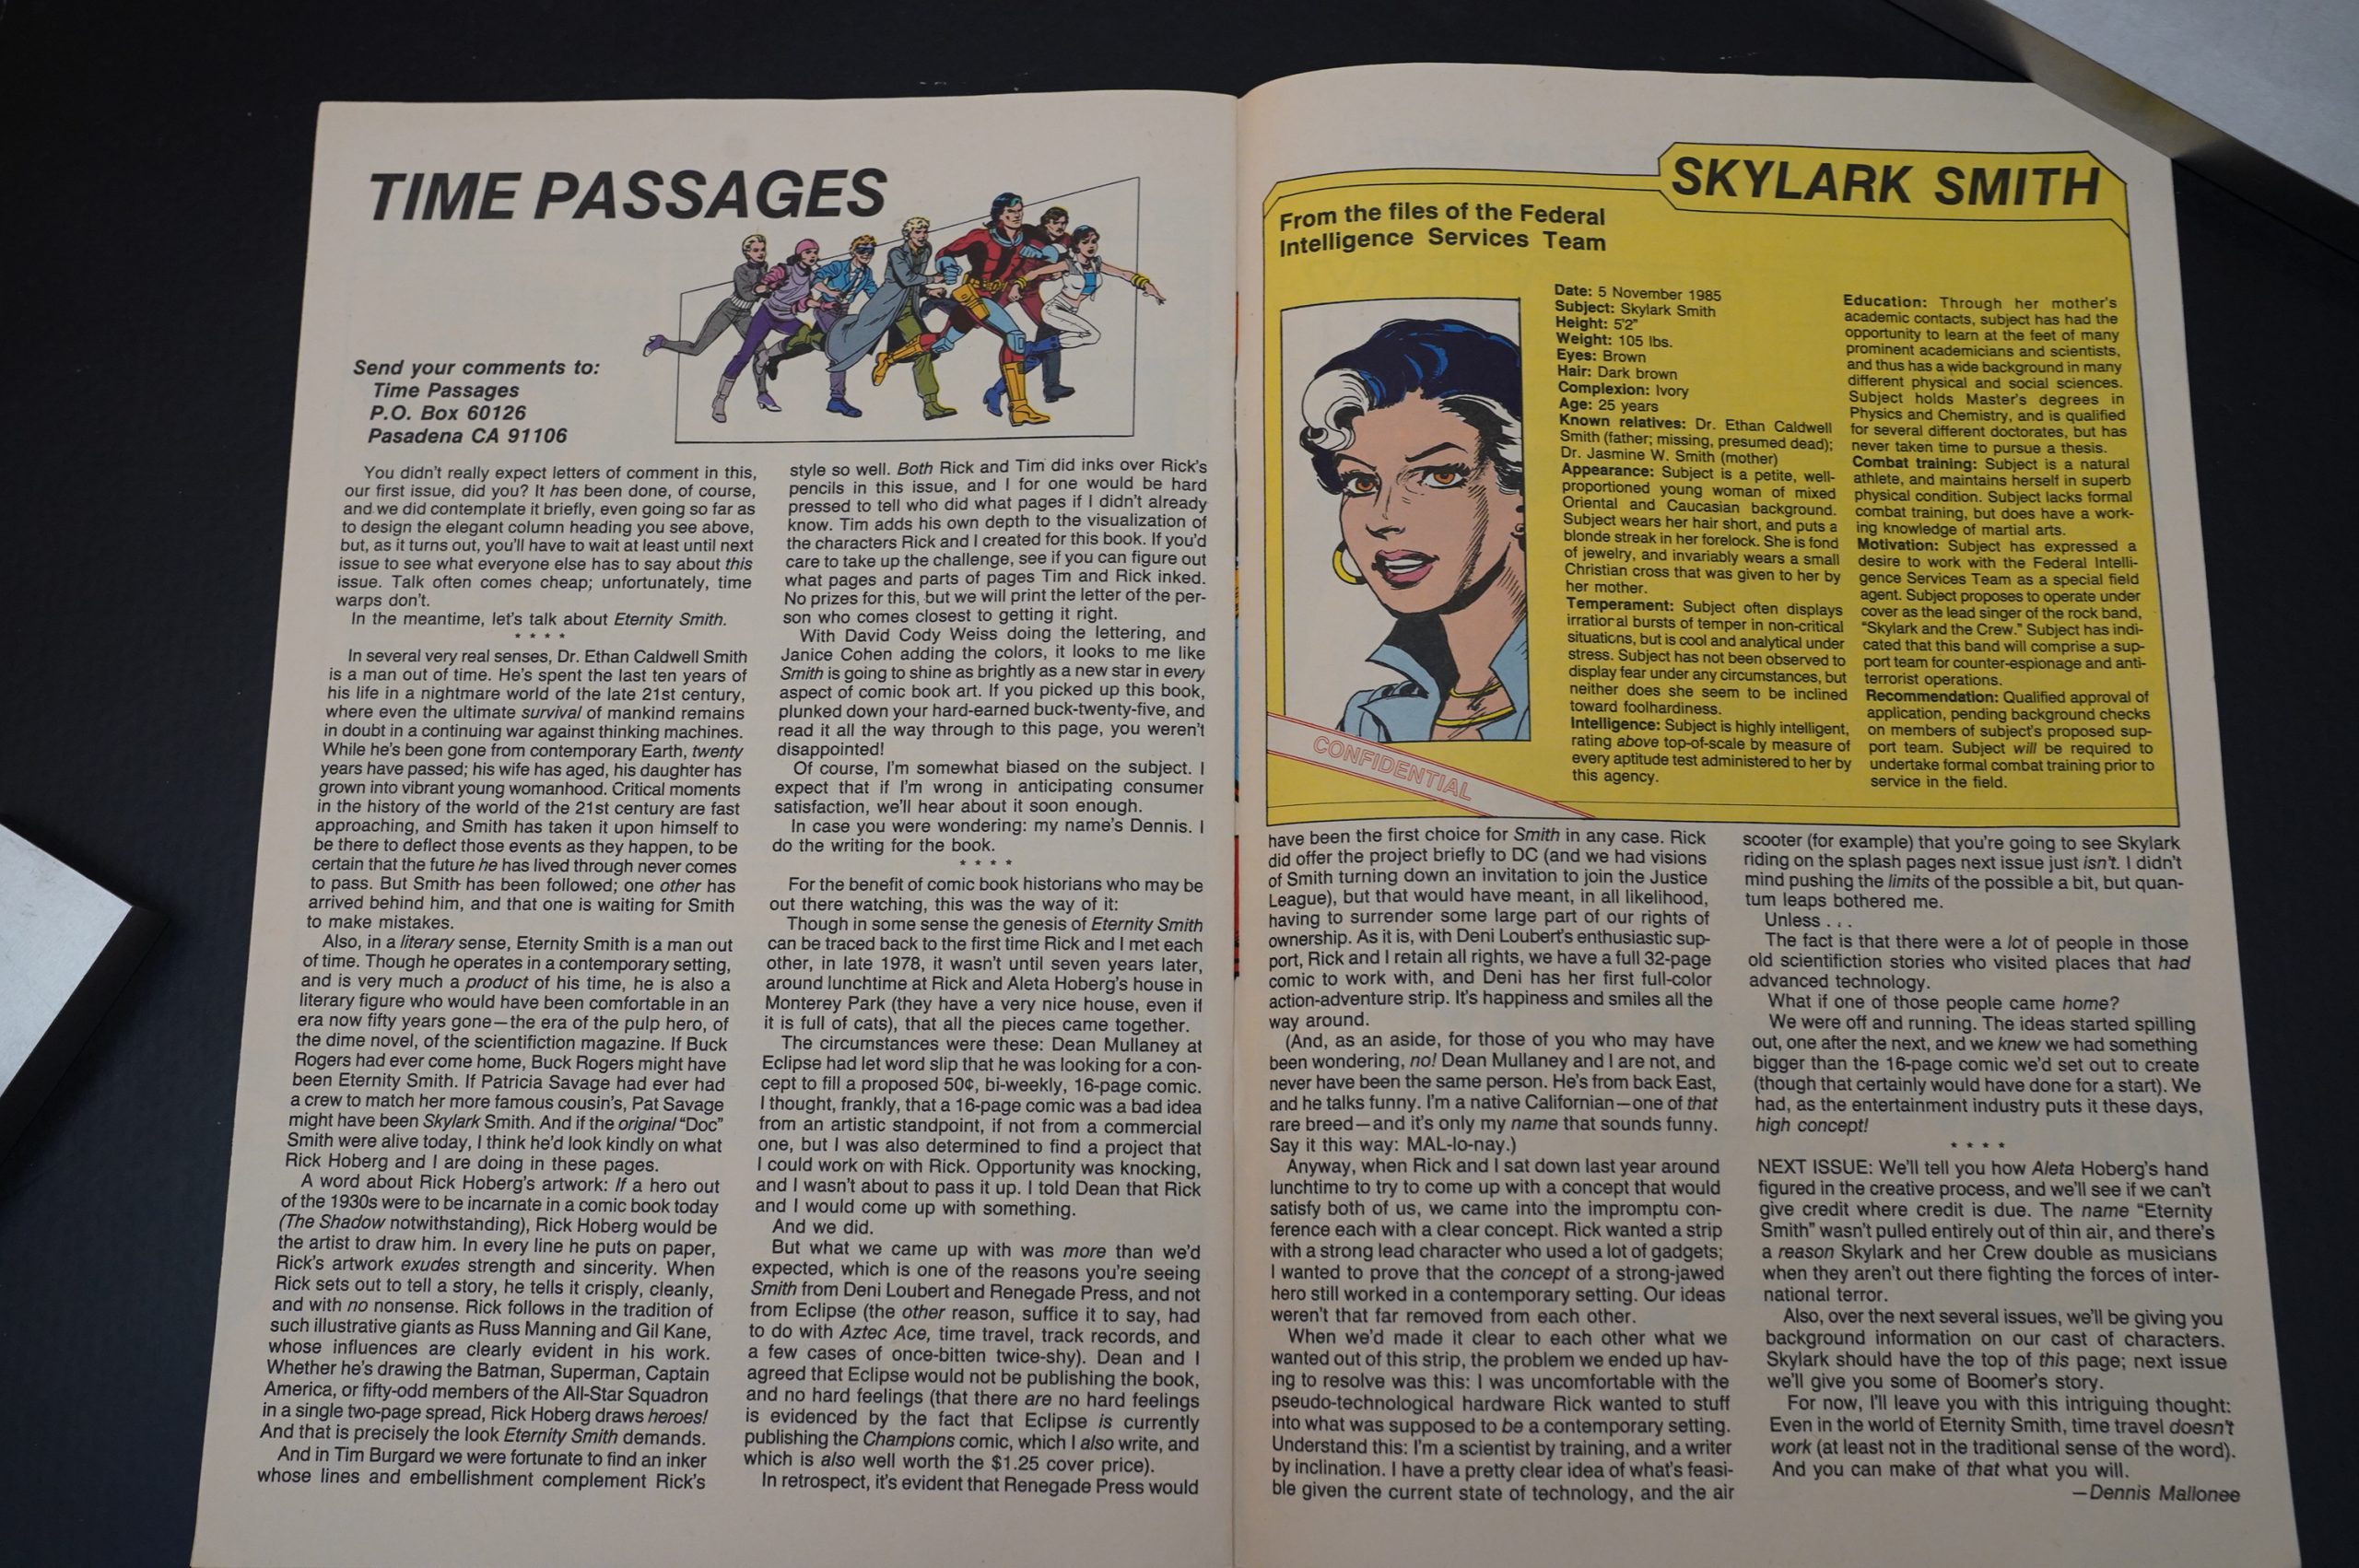 TIME PASSAGES
Send your comments to:
Time Passages
P.O. Box 60126
Pasadena CA 91106
You didn't really expect letters of comment in this,
our first issue, did you? It has been done, of course,
and we did contemplate it briefly, even going so far as
to design the elegant column heading you see above,
but, as it turns out, you'll have to wait at least until next
issue to see what everyone else has to say about this
issue. Talk often comes cheap; unfortunately, time
warps don't.
In the meantime, let's talk about Eternity Smith.
* * * *
In several very real senses, Dr. Ethan Caldwell Smith
is a man out of time. He's spent the last ten years of
his life in a nightmare world of the late 21st century,
where even the ultimate survival of mankind remains
in doubt in a continuing war against thinking machines.
While he's been gone from contemporary Earth, twenty
years have passed; his wife has aged, his daughter has
grown into vibrant young womanhood. Critical moments
in the history of the world of the 21st century are fast
approaching, and Smith has taken it upon himself to
be there to deflect those events as they happen, to be
certain that the future he has lived through never comes
to pass. But Smith has been followed; one other has
arrived behind him, and that one is waiting for Smith
to make mistakes.
Also, in a literary sense, Eternity Smith is a man out
of time. Though he operates in a contemporary setting,
and is very much a product of his time, he is also a
literary figure who would have been comfortable in an
era now fifty years gone—the era of the pulp hero, of
the dime novel, of the scientifiction magazine. If Buck
Rogers had ever come home, Buck Rogers might have
been Eternity Smith. If Patricia Savage had ever had
a crew to match her more famous cousin's, Pat Savage
might have been Skylark Smith. And if the original "Doc"
Smith were alive today, I think he'd look kindly on what
Rick Hoberg and I are doing in these pages.
A word about Rick Hoberg's artwork: If a hero out
of the 1930s were to be incarnate in a comic book today
(The Shadow notwithstanding), Rick Hoberg would be
the artist to draw him. In every line he puts on paper,
Rick's artwork exudes strength and sincerity. When
Rick sets out to tell a story, he tells it crisply, cleanly,
and with no nonsense. Rick follows in the tradition of
such illustrative giants as Russ Manning and Gil Kane,
whose influences are clearly evident in his work.
Whether he's drawing the Batman, Superman, Captain
America, or fifty-odd members of the All-Star Squadron
in a single two-page spread, Rick Hoberg draws heroes!
And that is precisely the look Eternity Smith demands.
And in Tim Burgard we were fortunate to find an inker
whose lines and embellishment complement Rick's
style so well. Both Rick and Tim did inks over Rick's
pencils in this issue, and I for one would be hard
pressed to tell who did what pages if I didn't already
know. Tim adds his own depth to the visualization of
the characters Rick and I created for this book. If you'd
care to take up the challenge, see if you can figure out
what pages and parts of pages Tim and Rick inked.
No prizes for this, but we will print the letter of the per-
son who comes closest to getting it right.
With David Cody Weiss doing the lettering, and
Janice Cohen adding the colors, it looks to me like
Smith is going to shine as brightly as a new star in every
aspect of comic book art. If you picked up this book,
plunked down your hard-earned buck-twenty-five, and
read it all the way through to this page, you weren't
disappointed!
Of course, I'm somewhat biased on the subject. I
expect that if I'm wrong in anticipating consumer
satisfaction, we'll hear about it soon enough.
In case you were wondering: my name's Dennis. I
do the writing for the book.
* * * *
For the benefit of comic book historians who may be
out there watching, this was the way of it:
Though in some sense the genesis of Eternity Smith
can be traced back to the first time Rick and I met each
other, in late 1978, it wasn't until seven years later,
around lunchtime at Rick and Aleta Hoberg's house in
Monterey Park (they have a very nice house, even if
it is full of cats), that all the pieces came together.
The circumstances were these: Dean Mullaney at
Eclipse had let word slip that he was looking for a con-
cept to fill a proposed 50¢, bi-weekly, 16-page comic.
I thought, frankly, that a 16-page comic was a bad idea
from an artistic standpoint, if not from a commercial
one, but I was also determined to find a project that
I could work on with Rick. Opportunity was knocking,
and I wasn't about to pass it up. I told Dean that Rick
and I would come up with something.
And we did.
But what we came up with was more than we'd
expected, which is one of the reasons you're seeing
Smith from Deni Loubert and Renegade Press, and not
from Eclipse (the other reason, suffice it to say, had
to do with Aztec Ace, time travel, track records, and
a few cases of once-bitten twice-shy). Dean and I
agreed that Eclipse would not be publishing the book,
and no hard feelings (that there are no hard feelings
is evidenced by the fact that Eclipse is currently
publishing the Champions comic, which I also write, and
which is also well worth the $1.25 cover price).
In retrospect, it's evident that Renegade Press would
SKYLARK SMITH
From the files of the Federal
Intelligence Services Team
CONFIDENTIAL
Date: 5 November 1985
Subject: Skylark Smith
Height: 5'2"
Weight: 105 lbs.
Eyes: Brown
Hair: Dark brown
Complexion: Ivory
Age: 25 years
Known relatives: Dr. Ethan Caldwell
Smith (father; missing, presumed dead);
Dr. Jasmine W. Smith (mother)
Appearance: Subject is a petite, well-
proportioned young woman of mixed
Oriental and Caucasian background.
Subject wears her hair short, and puts a
blonde streak in her forelock. She is fond
of jewelry, and invariably wears a small
Christian cross that was given to her by
her mother.
Temperament: Subject often displays
irrational bursts of temper in non-critical
situations, but is cool and analytical under
stress. Subject has not been observed to
display fear under any circumstances, but
neither does she seem to be inclined
toward foolhardiness.
Intelligence: Subject is highly intelligent,
rating above top-of-scale by measure of
every aptitude test administered to her by
this agency.
Education: Through her mother's
academic contacts, subject has had the
opportunity to learn at the feet of many
prominent academicians and scientists,
and thus has a wide background in many
different physical and social sciences.
Subject holds Master's degrees in
Physics and Chemistry, and is qualified
for several different doctorates, but has
never taken time to pursue a thesis.
Combat training: Subject is a natural
athlete, and maintains herself in superb
physical condition. Subject lacks formal
combat training, but does have a work-
ing knowledge of martial arts.
Motivation: Subject has expressed a
desire to work with the Federal Intelli-
gence Services Team as a special field
agent. Subject proposes to operate under
cover as the lead singer of the rock band,
"Skylark and the Crew." Subject has indi-
cated that this band will comprise a sup-
port team for counter-espionage and anti-
terrorist operations.
Recommendation: Qualified approval of
application, pending background checks
on members of subject's proposed sup-
port team. Subject will be required to
undertake formal combat training prior to
service in the field.
have been the first choice for Smith in any case. Rick
did offer the project briefly to DC (and we had visions
of Smith turning down an invitation to join the Justice
League), but that would have meant, in all likelihood,
having to surrender some large part of our rights of
ownership. As it is, with Deni Loubert's enthusiastic sup-
port, Rick and I retain all rights, we have a full 32-page
comic to work with, and Deni has her first full-color
action-adventure strip. It's happiness and smiles all the
way around.
(And, as an aside, for those of you who may have
been wondering, no! Dean Mullaney and I are not, and
never have been the same person. He's from back East,
and he talks funny. I'm a native Californian—one of that
rare breed—and it's only my name that sounds funny.
Say it this way: MAL-lo-nay.)
Anyway, when Rick and I sat down last year around
lunchtime to try to come up with a concept that would
satisfy both of us, we came into the impromptu con-
ference each with a clear concept. Rick wanted a strip
with a strong lead character who used a lot of gadgets;
I wanted to prove that the concept of a strong-jawed
hero still worked in a contemporary setting. Our ideas
weren't that far removed from each other.
When we'd made it clear to each other what we
wanted out of this strip, the problem we ended up hav-
ing to resolve was this: I was uncomfortable with the
pseudo-technological hardware Rick wanted to stuff
into what was supposed to be a contemporary setting.
Understand this: I'm a scientist by training, and a writer
by inclination. I have a pretty clear idea of what's feasi-
ble given the current state of technology, and the air
scooter (for example) that you're going to see Skylark
riding on the splash pages next issue just isn't. I didn't
mind pushing the limits of the possible a bit, but quan-
tum leaps bothered me.
Unless . . .
The fact is that there were a lot of people in those
old scientifiction stories who visited places that had
advanced technology.
What if one of those people came home?
We were off and running. The ideas started spilling
out, one after the next, and we knew we had something
bigger than the 16-page comic we'd set out to create
(though that certainly would have done for a start). We
had, as the entertainment industry puts it these days,
high concept!
* * * *
NEXT ISSUE: We'll tell you how Aleta Hoberg's hand
figured in the creative process, and we'll see if we can't
give credit where credit is due. The name "Eternity
Smith" wasn't pulled entirely out of thin air, and there's
a reason Skylark and her Crew double as musicians
when they aren't out there fighting the forces of inter-
national terror.
Also, over the next several issues, we'll be giving you
background information on our cast of characters.
Skylark should have the top of this page; next issue
we'll give you some of Boomer's story.
For now, I'll leave you with this intriguing thought:
Even in the world of Eternity Smith, time travel doesn't
work (at least not in the traditional sense of the word).
And you can make of that what you will.
—Dennis Mallonee